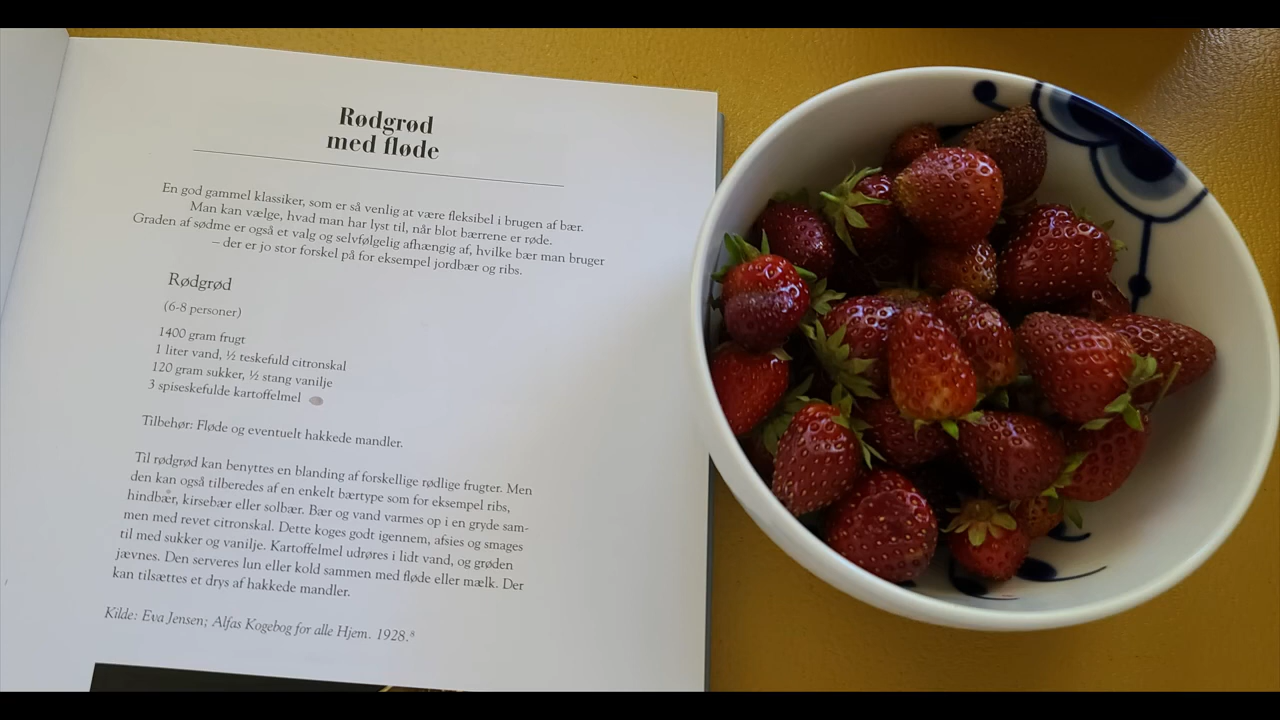 Rødgrød
med fløde
En god gammel klassiker, som er så venlig at være fleksibel i brugen af bær.
Man kan vælge, hvad man har lyst til, når blot bærrene er røde.
Graden af sødme er også et valg og selvfølgelig afhængig af, hvilke bær man bruger
– der er jo stor forskel på for eksempel jordbær og ribs.
Rødgrød
(6-8 personer)
1400 gram frugt
1 liter vand, ½ teskefuld citronskal
120 gram sukker, ½ stang vanilje
3 spiseskefulde kartoffelmel
Tilbehør: Fløde og eventuelt hakkede mandler.
Til rødgrød kan benyttes en blanding af forskellige rødlige frugter. Men
den kan også tilberedes af en enkelt bærtype som for eksempel ribs,
hindbær, kirsebær eller solbær. Bær og vand varmes op i en gryde sam-
men med revet citronskal. Dette koges godt igennem, afsies og smages
til med sukker og vanilje. Kartoffelmel udrøres i lidt vand, og grøden
jævnes. Den serveres lun eller kold sammen med fløde eller mælk. Der
kan tilsættes et drys af hakkede mandler.
Kilde: Eva Jensen; Alfas Kogebog for alle Hjem. 1928.⁸